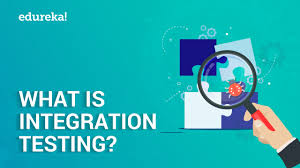 edureka!
WHAT IS
INTEGRATION
TESTING?